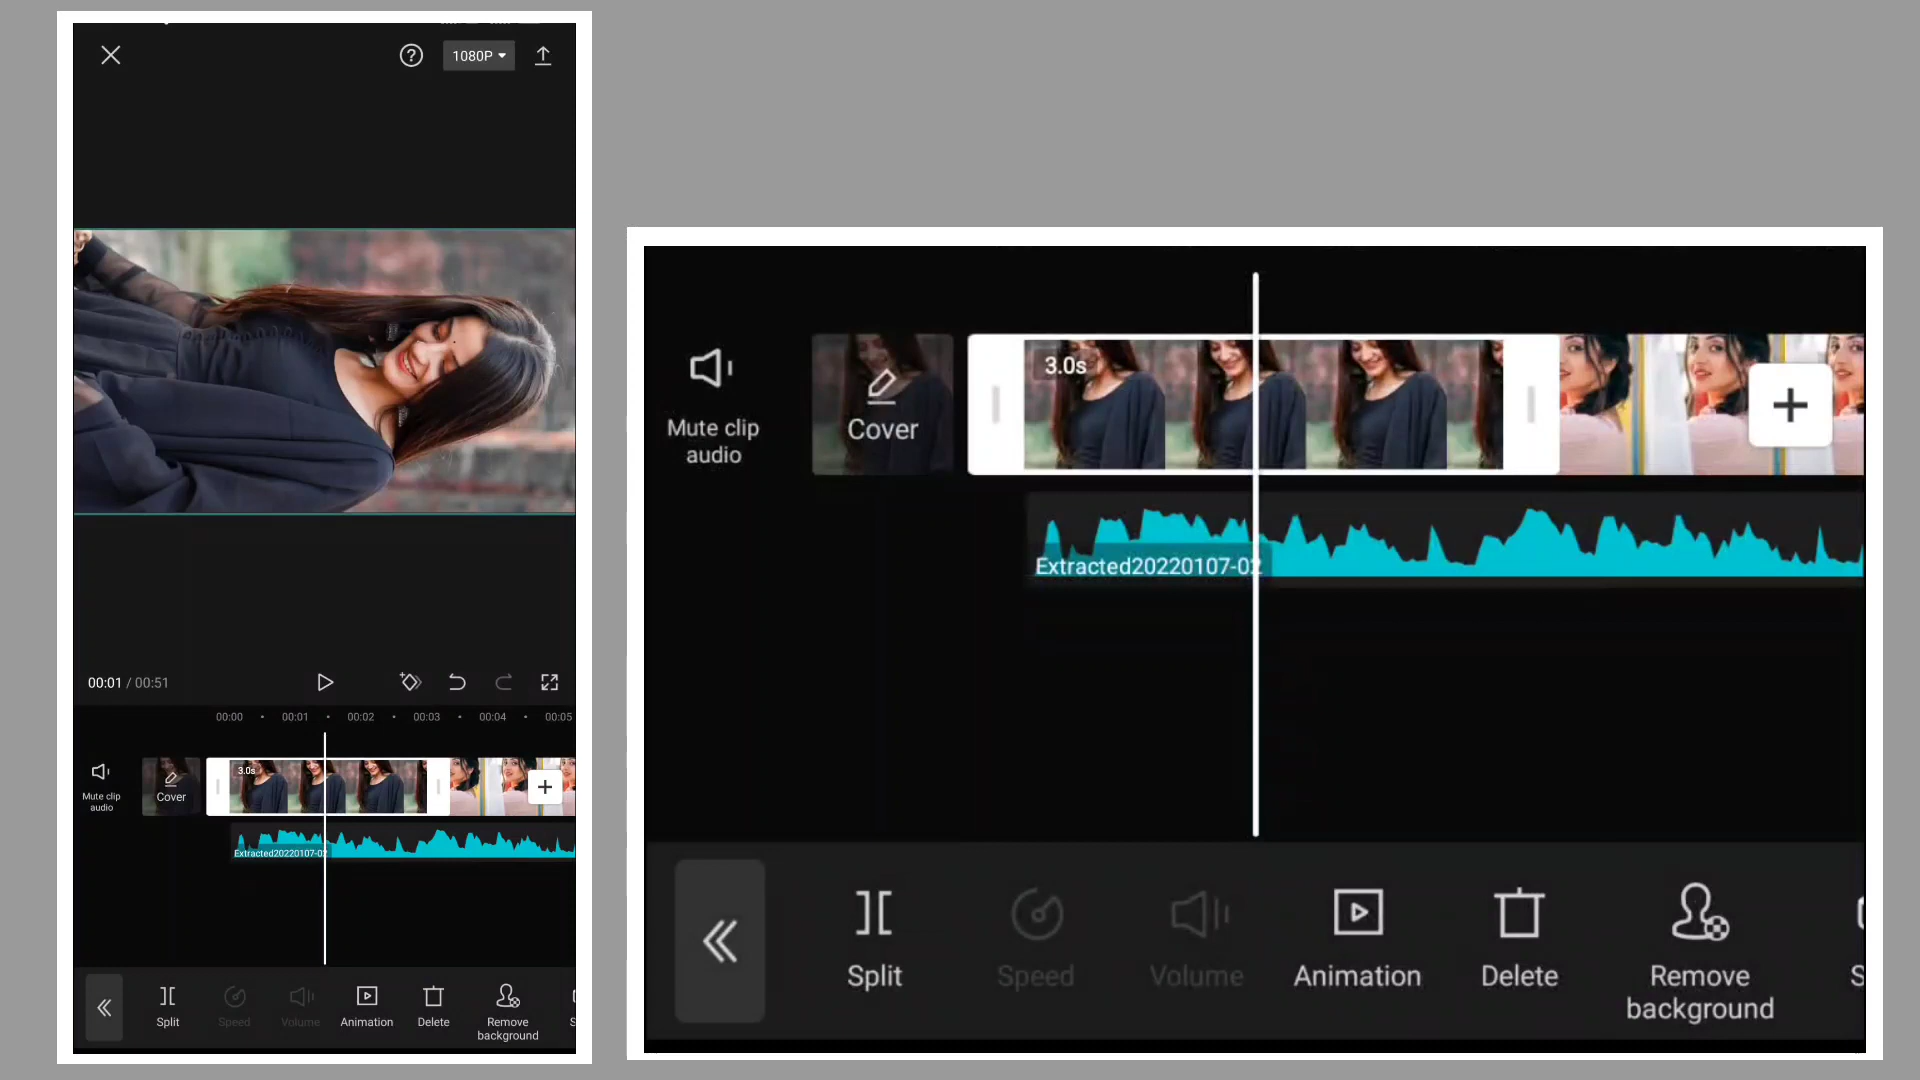 1080P
00:01 / 00:51
00:00 00:01 00:02 00:03 00:04 00:05
3.0s
Mute clip
audio
Cover
Extracted20220107-02
Split
Speed
Volume
Animation
Delete
Remove
background
S
3.0s
Mute clip
audio
Cover
Extracted20220107-02
Split
Speed
Volume
Animation
Delete
Remove
background
S